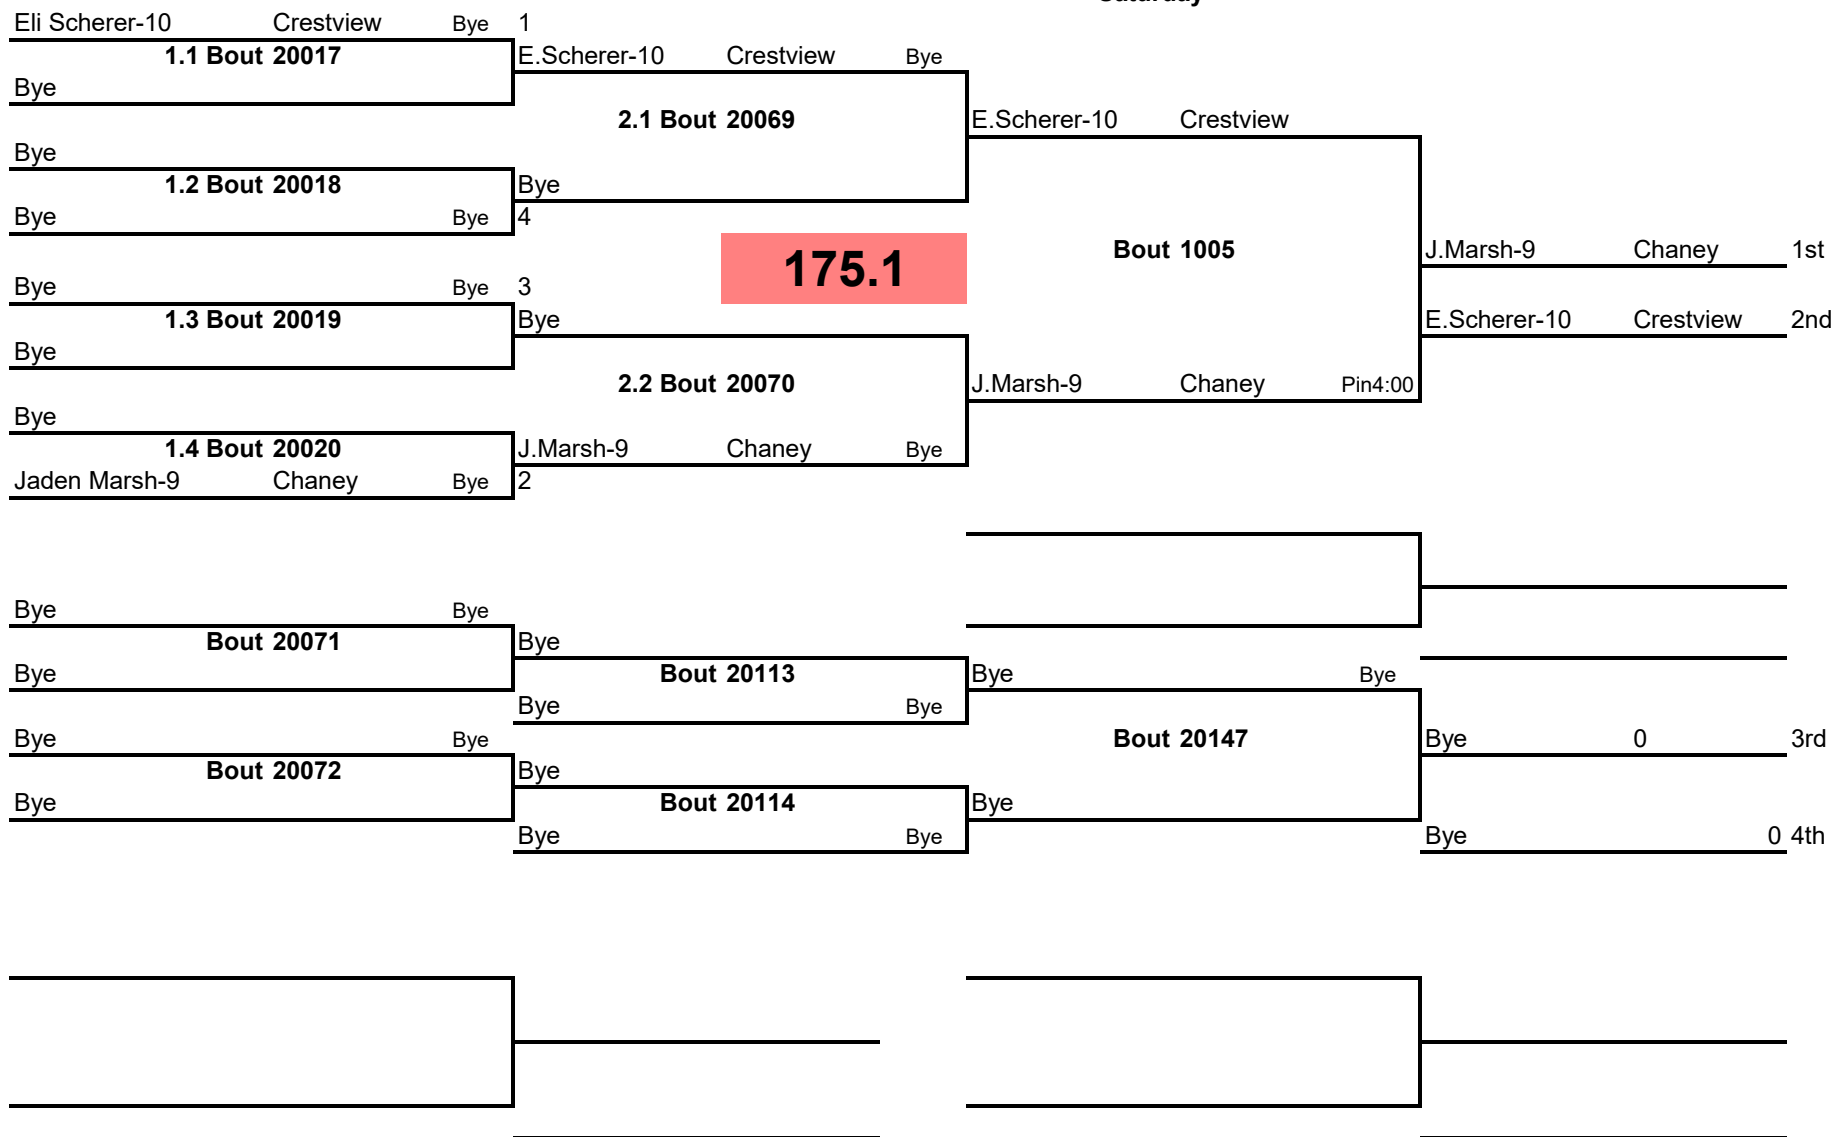 Saturday
Eli Scherer-10 Crestview Bye 1
1.1 Bout 20017 E.Scherer-10 Crestview Bye
Bye
2.1 Bout 20069 E.Scherer-10 Crestview
Bye
1.2 Bout 20018 Bye
Bye Bye 4
175.1 Bout 1005 J.Marsh-9 Chaney 1st
Bye Bye 3
1.3 Bout 20019 Bye E.Scherer-10 Crestview 2nd
Bye
2.2 Bout 20070 J.Marsh-9 Chaney Pin4:00
Bye
1.4 Bout 20020 J.Marsh-9 Chaney Bye
Jaden Marsh-9 Chaney Bye 2
Bye Bye
Bout 20071 Bye
Bye Bout 20113 Bye Bye
Bye Bye
Bye Bye Bout 20147 Bye 0 3rd
Bout 20072 Bye
Bye Bout 20114 Bye
Bye Bye Bye 0 4th